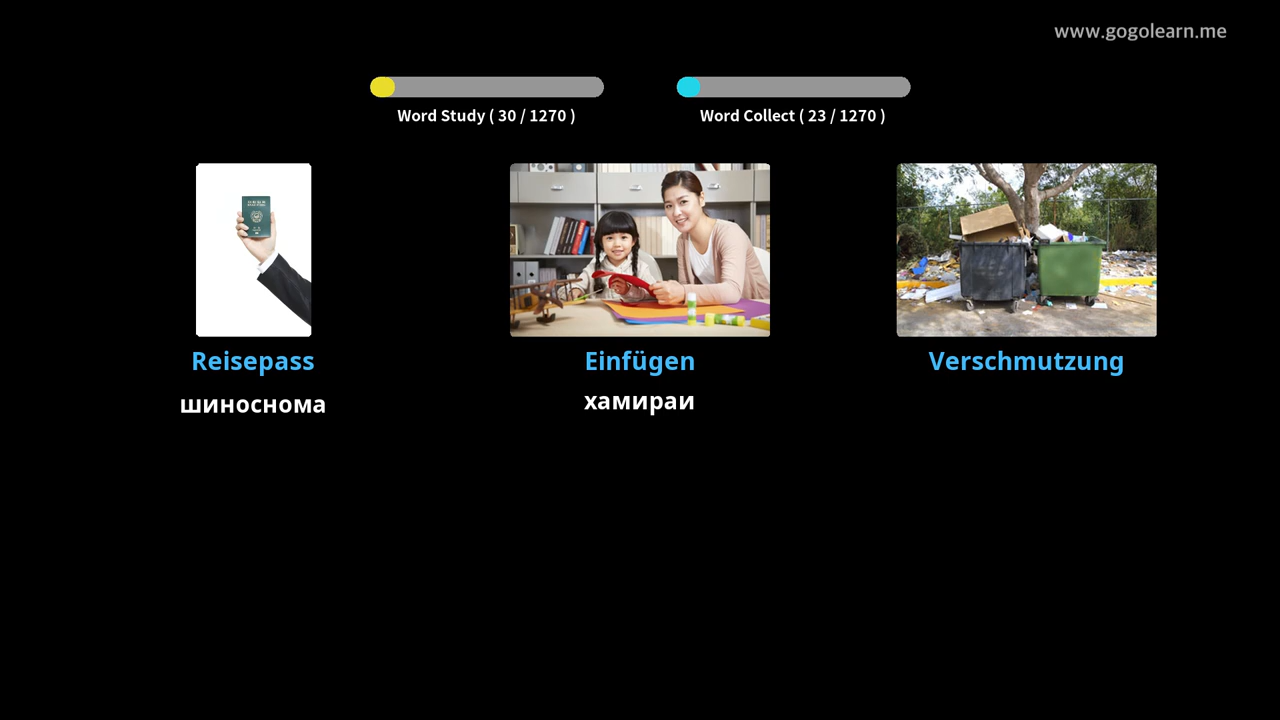 www.gogolearn.me
Word Study ( 30 / 1270 )
Word Collect ( 23 / 1270 )
Reisepass
Einfügen
Verschmutzung
шиноснома
хамираи